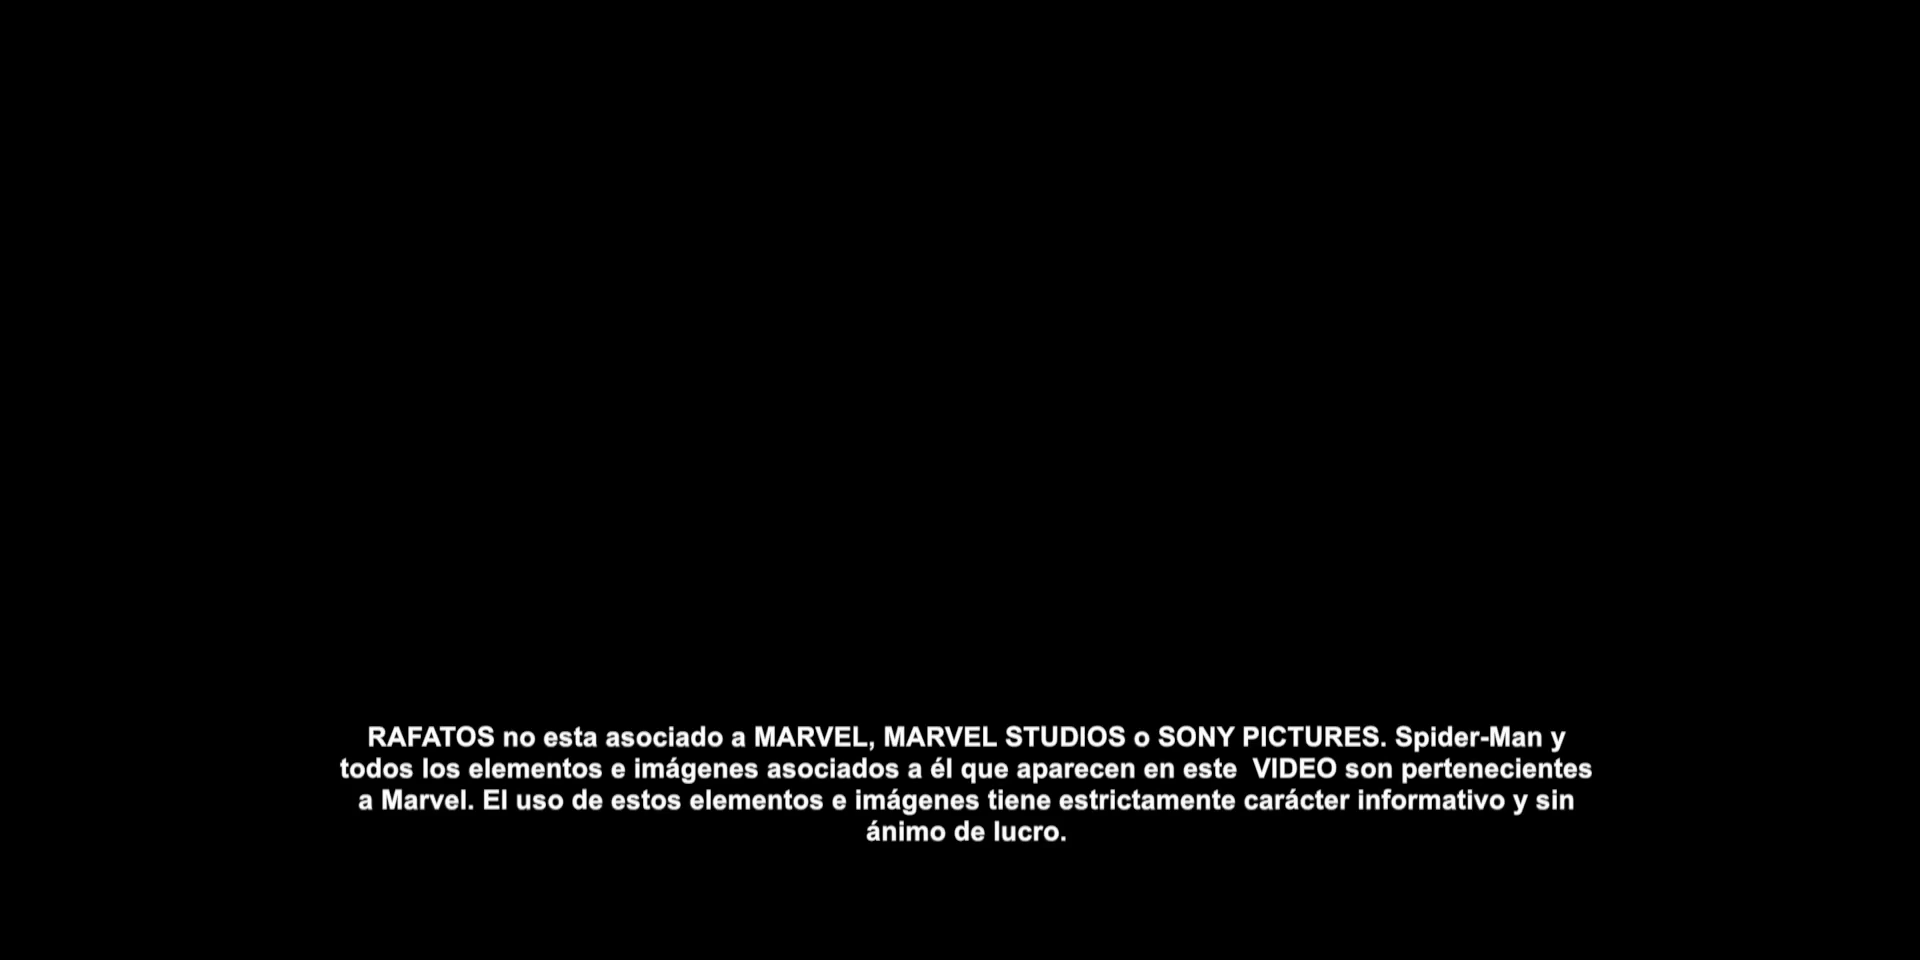 RAFATOS no esta asociado a MARVEL, MARVEL STUDIOS o SONY PICTURES. Spider-Man y
todos los elementos e imágenes asociados a él que aparecen en este  VIDEO son pertenecientes
a Marvel. El uso de estos elementos e imágenes tiene estrictamente carácter informativo y sin
ánimo de lucro.